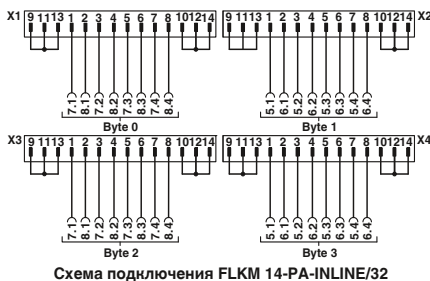 X1 9 11 13 1 2 3 4 5 6 7 8 10 12 14
9 11 13 1 2 3 4 5 6 7 8 10 12 14 X2
7.1 8.1 7.2 8.2 7.3 8.3 7.4 8.4
5.1 6.1 5.2 6.2 5.3 6.3 5.4 6.4
Byte 0
Byte 1
X3 9 11 13 1 2 3 4 5 6 7 8 10 12 14
9 11 13 1 2 3 4 5 6 7 8 10 12 14 X4
7.1 8.1 7.2 8.2 7.3 8.3 7.4 8.4
5.1 6.1 5.2 6.2 5.3 6.3 5.4 6.4
Byte 2
Byte 3
Схема подключения FLKM 14-PA-INLINE/32